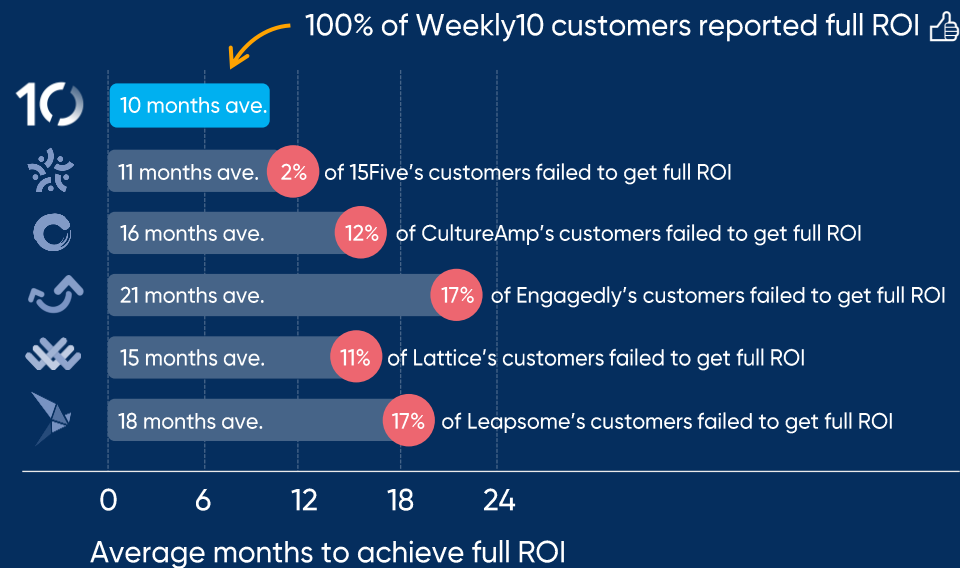 100% of Weekly10 customers reported full ROI
10
10 months ave.
11 months ave. 2% of 15Five's customers failed to get full ROI
16 months ave. 12% of CultureAmp's customers failed to get full ROI
21 months ave. 17% of Engagedly's customers failed to get full ROI
15 months ave. 11% of Lattice's customers failed to get full ROI
18 months ave. 17% of Leapsome's customers failed to get full ROI
0 6 12 18 24
Average months to achieve full ROI